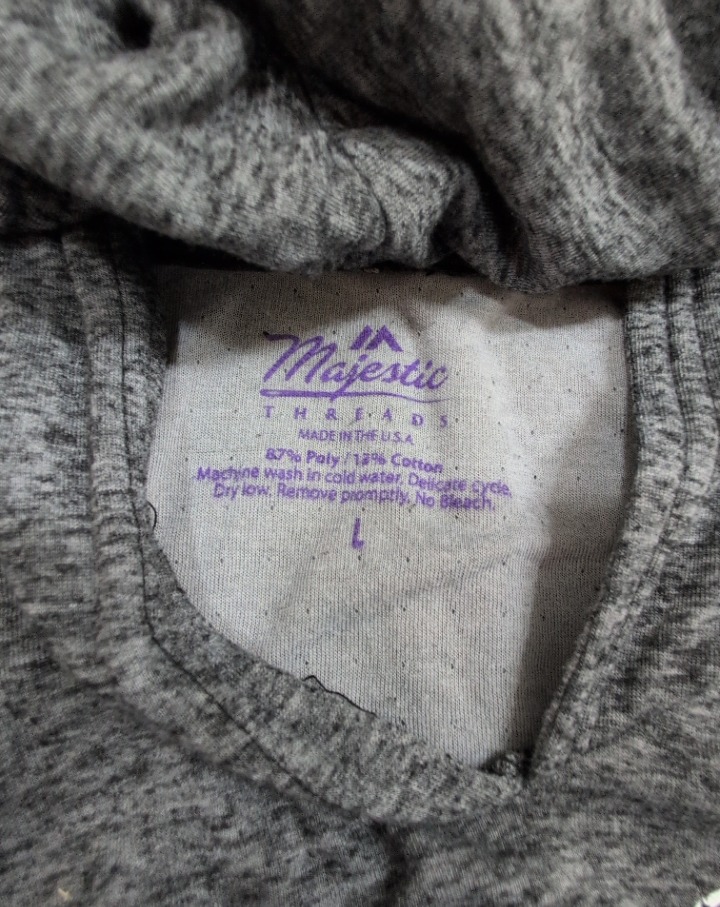 Majestic
THREADS
MADE IN THE U.S.A
87% Poly / 13% Cotton
Machine wash in cold water. Delicate cycle.
Dry low. Remove promptly. No Bleach.
L